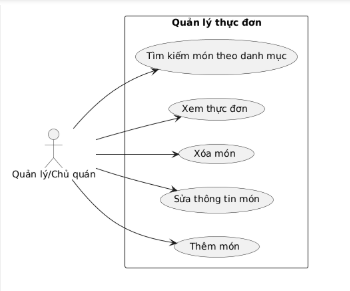 Quản lý thực đơn
Tìm kiếm món theo danh mục
Xem thực đơn
Xóa món
Quản lý/Chủ quán
Sửa thông tin món
Thêm món